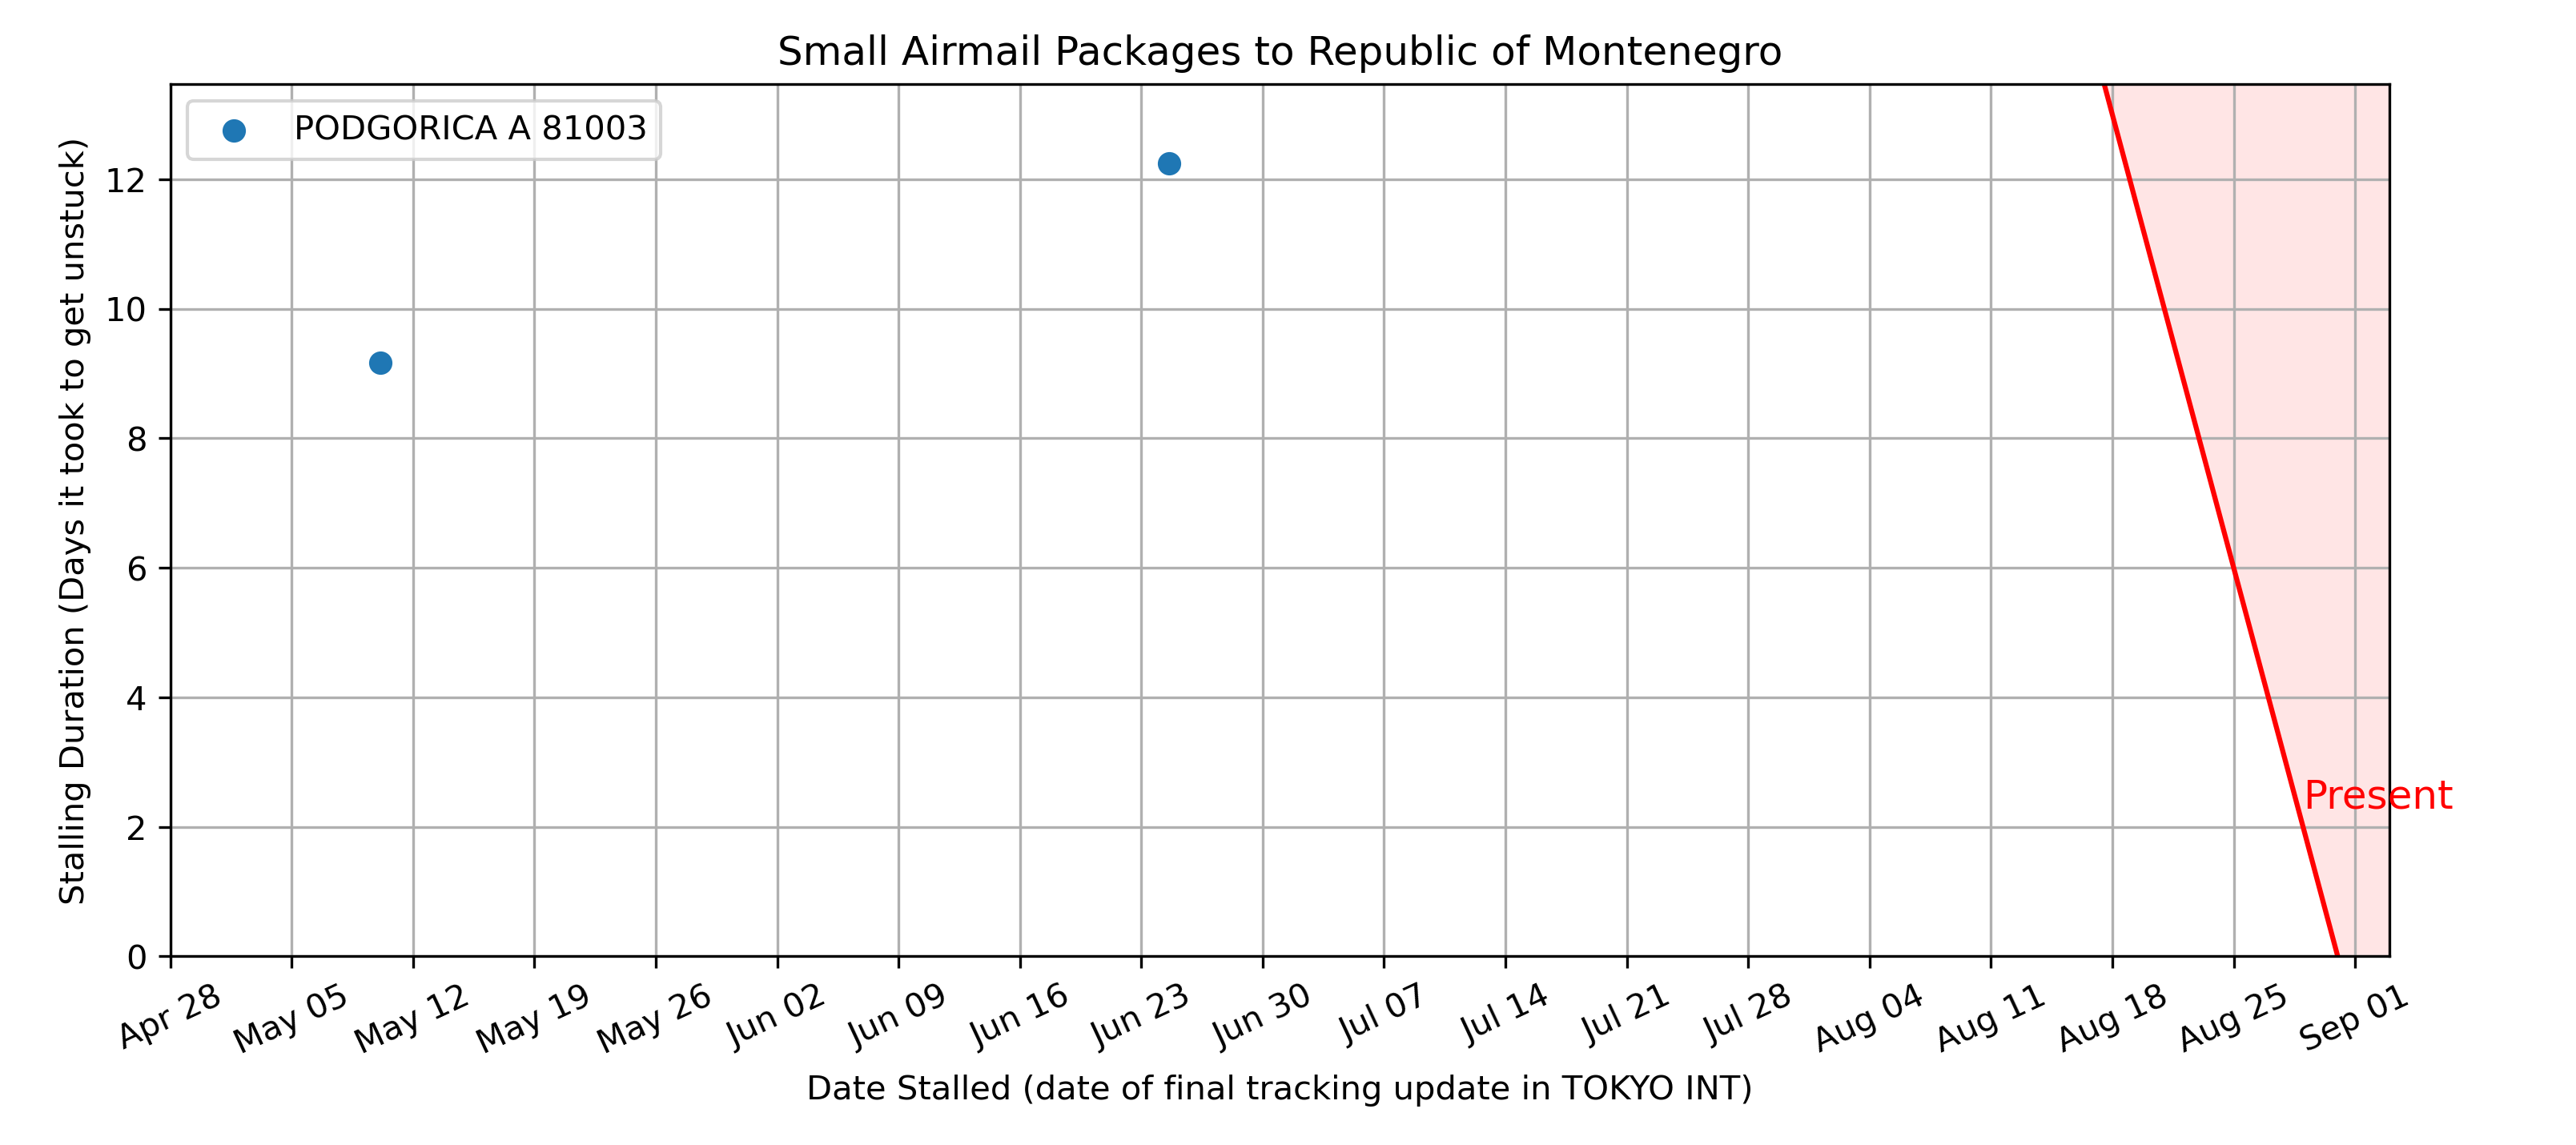 Small Airmail Packages to Republic of Montenegro
PODGORICA A 81003
Stalling Duration (Days it took to get unstuck)
12
10
8
6
4
2
0
Present
Apr 28
May 05
May 12
May 19
May 26
Jun 02
Jun 09
Jun 16
Jun 23
Jun 30
Jul 07
Jul 14
Jul 21
Jul 28
Aug 04
Aug 11
Aug 18
Aug 25
Sep 01
Date Stalled (date of final tracking update in TOKYO INT)